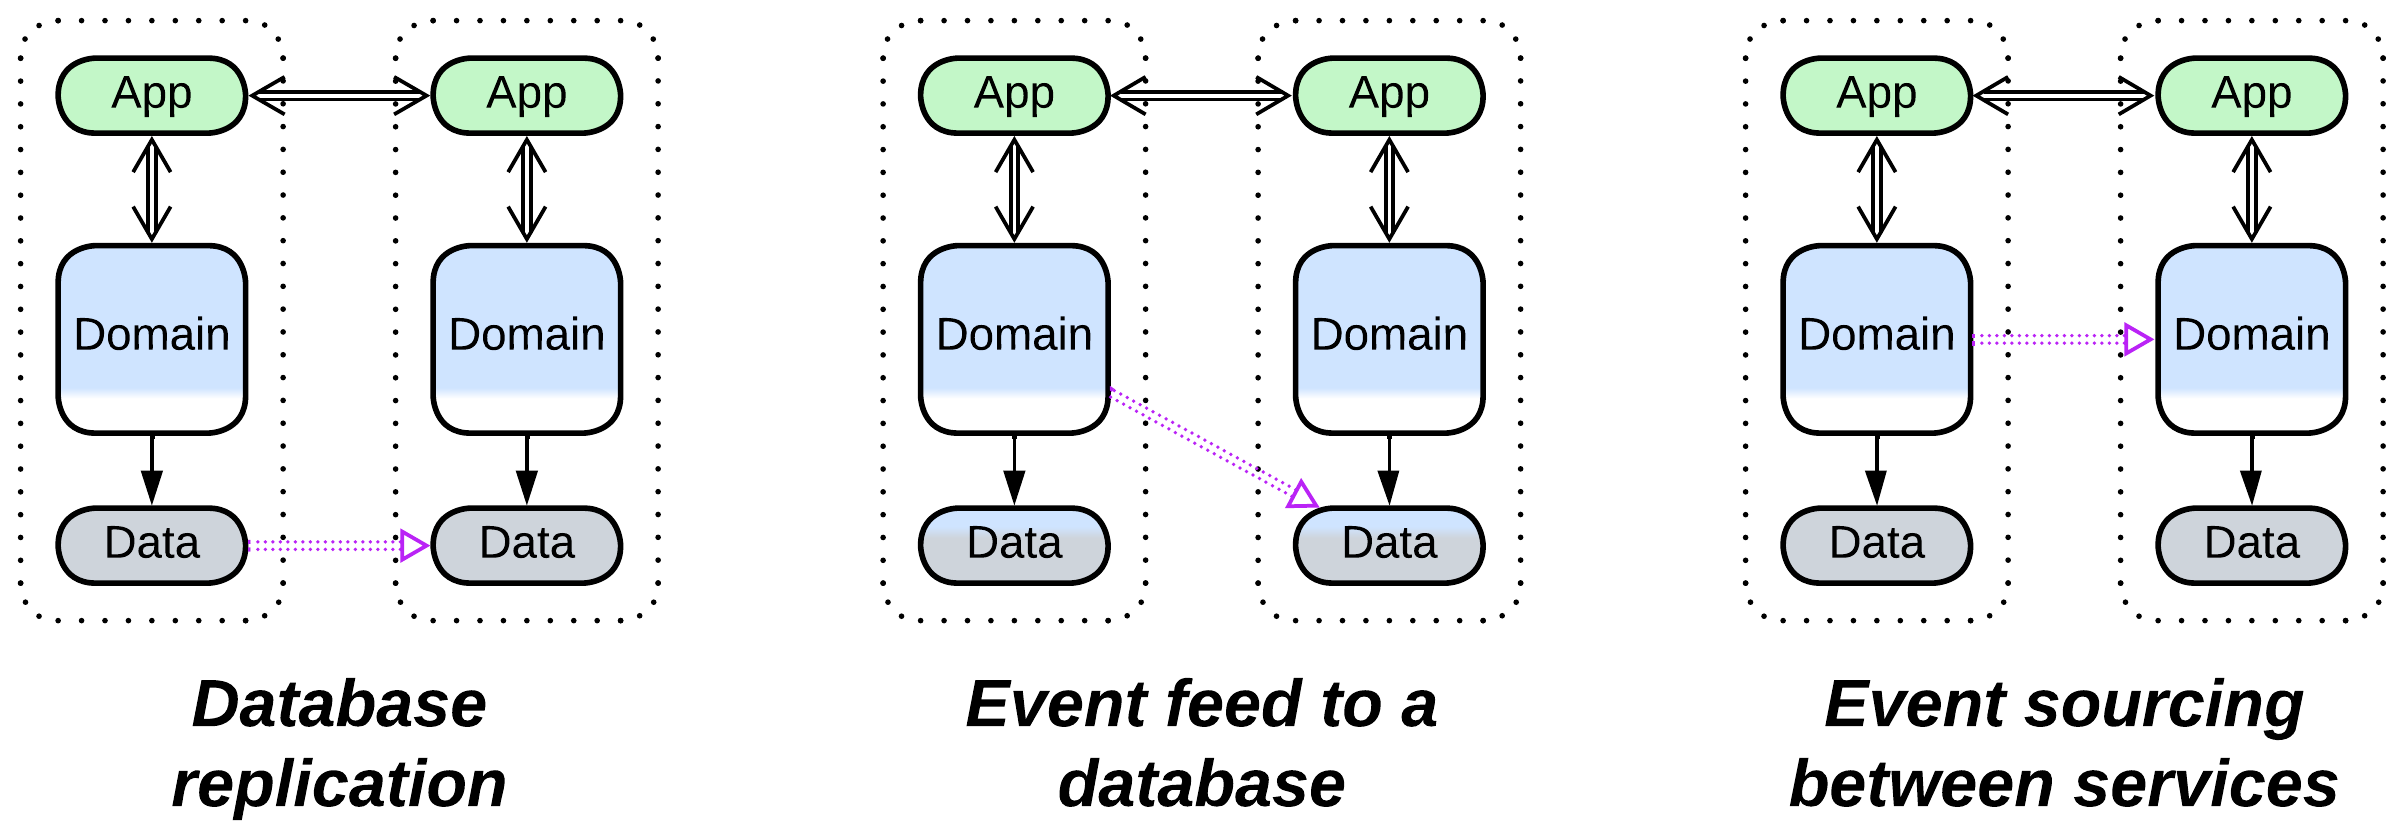 App
App
Domain
Domain
Data
Data
Database
replication
App
App
Domain
Domain
Data
Data
Event feed to a
database
App
App
Domain
Domain
Data
Data
Event sourcing
between services